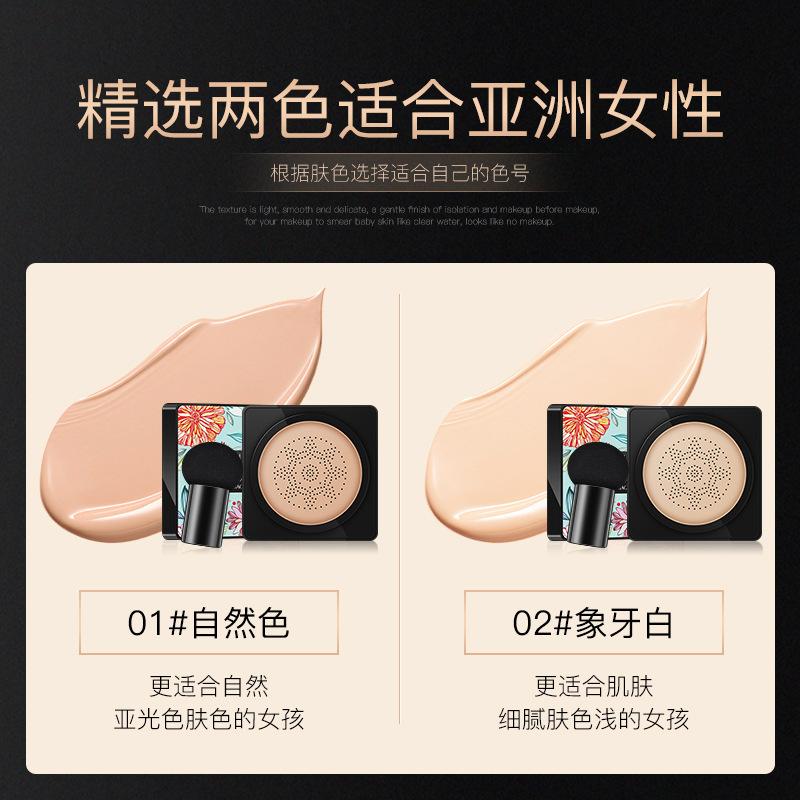 精选两色适合亚洲女性
根据肤色选择适合自己的色号
The texture is light, smooth and delicate, a gentle finish of isolation and makeup before makeup,
for your makeup to smear baby skin like clear water, looks like no makeup.
01#自然色
更适合自然
亚光色肤色的女孩
02#象牙白
更适合肌肤
细腻肤色浅的女孩